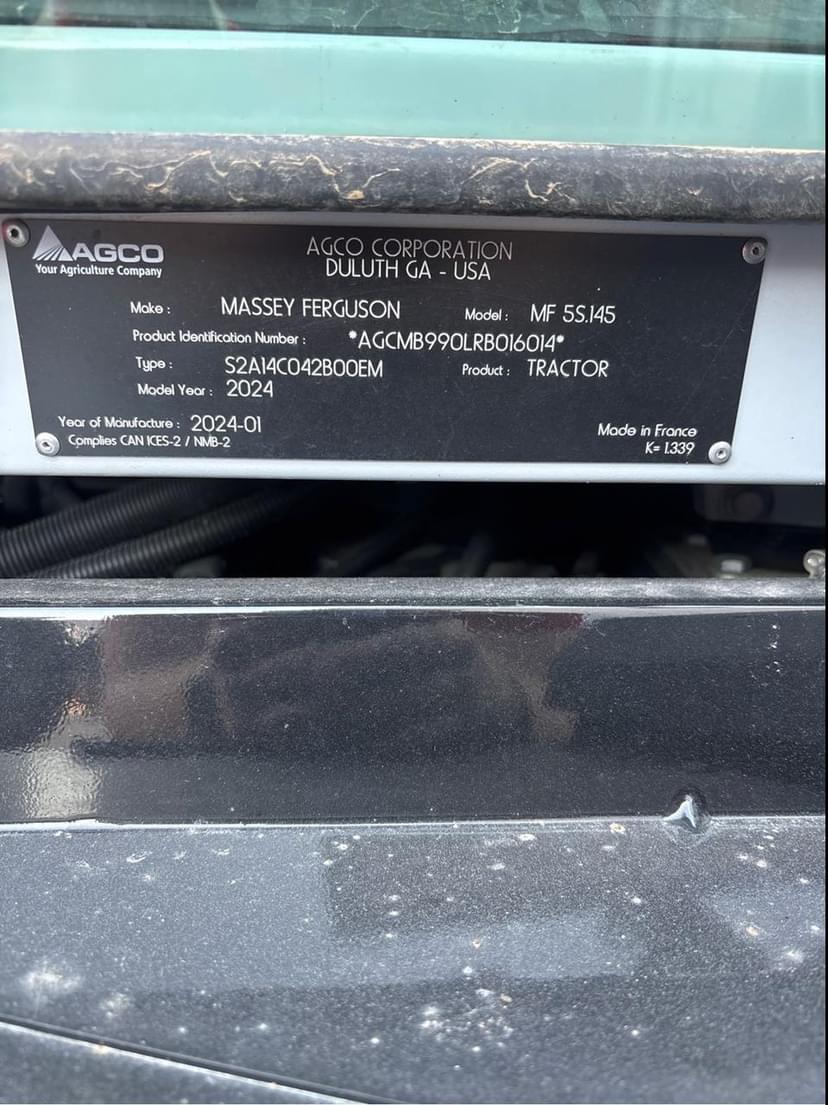 AGCO
Your Agriculture Company
AGCO CORPORATION
DULUTH GA - USA
Make : MASSEY FERGUSON Model : MF 5S.145
Product Identification Number : *AGCMB990LRB016014*
Type : S2A14C042B00EM Product : TRACTOR
Model Year : 2024
Year of Manufacture : 2024-01 Made in France
Complies CAN ICES-2 / NMB-2 K= 1.339